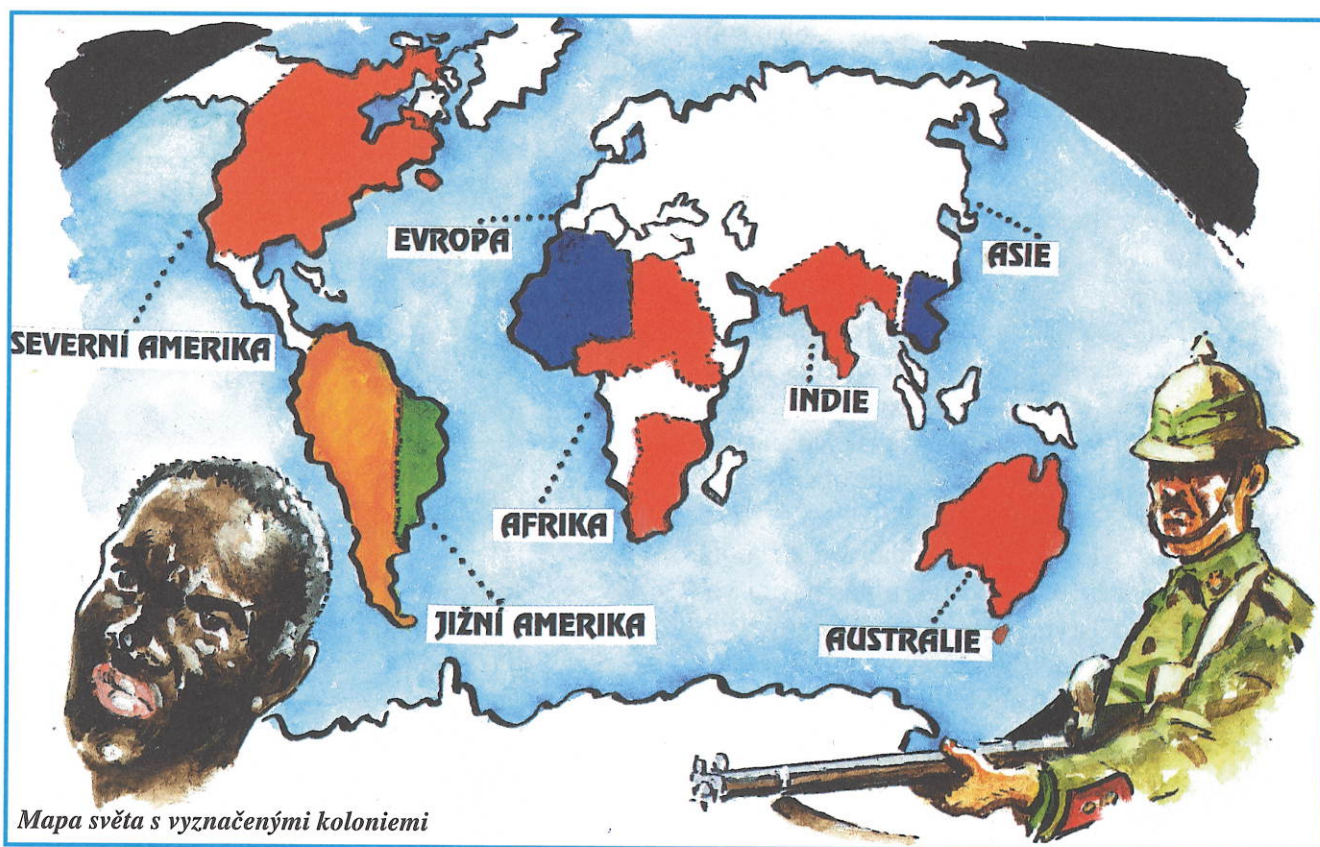 EVROPA
ASIE
SEVERNÍ AMERIKA
INDIE
AFRIKA
JIŽNÍ AMERIKA
AUSTRALIE
Mapa světa s vyznačenými koloniemi